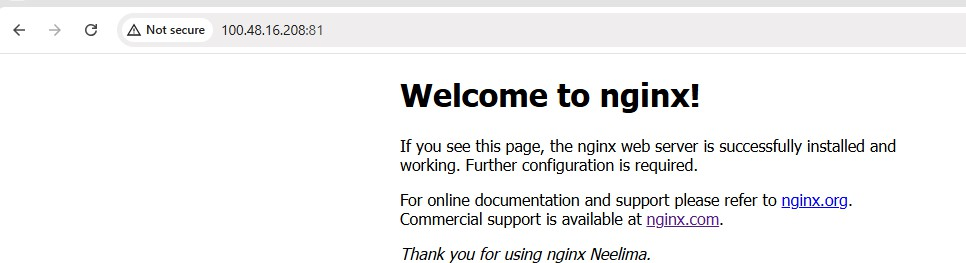 Not secure 100.48.16.208:81
Welcome to nginx!
If you see this page, the nginx web server is successfully installed and
working. Further configuration is required.
For online documentation and support please refer to nginx.org.
Commercial support is available at nginx.com.
Thank you for using nginx Neelima.